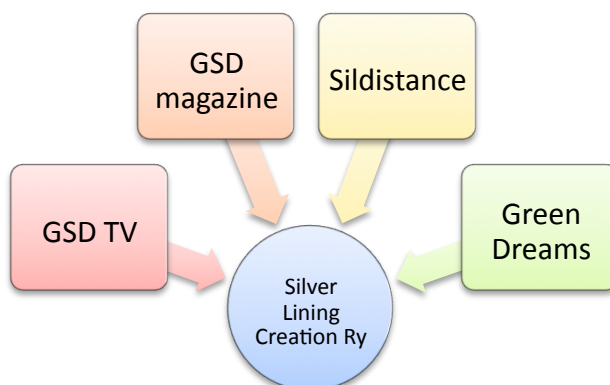 GSD
magazine
Sildistance
GSD TV
Green
Dreams
Silver
Lining
Creation Ry